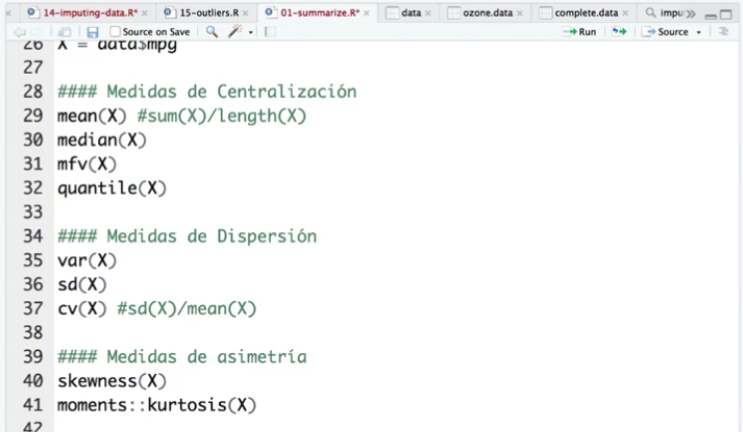 14-imputing-data.R* 15-outliers.R 01-summarize.R* data ozone.data complete.data impu
Source on Save Run Source
26 X = data$mpg
27
28 #### Medidas de Centralización
29 mean(X) #sum(X)/length(X)
30 median(X)
31 mfv(X)
32 quantile(X)
33
34 #### Medidas de Dispersión
35 var(X)
36 sd(X)
37 cv(X) #sd(X)/mean(X)
38
39 #### Medidas de asimetría
40 skewness(X)
41 moments::kurtosis(X)
42